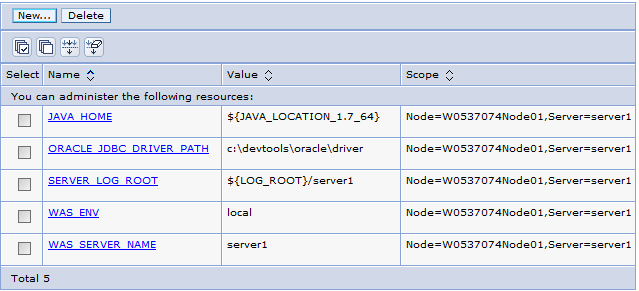 New... Delete
Select Name Value Scope
You can administer the following resources:
JAVA_HOME ${JAVA_LOCATION_1.7_64} Node=W0537074Node01,Server=server1
ORACLE_JDBC_DRIVER_PATH c:\devtools\oracle\driver Node=W0537074Node01,Server=server1
SERVER_LOG_ROOT ${LOG_ROOT}/server1 Node=W0537074Node01,Server=server1
WAS_ENV local Node=W0537074Node01,Server=server1
WAS_SERVER_NAME server1 Node=W0537074Node01,Server=server1
Total 5